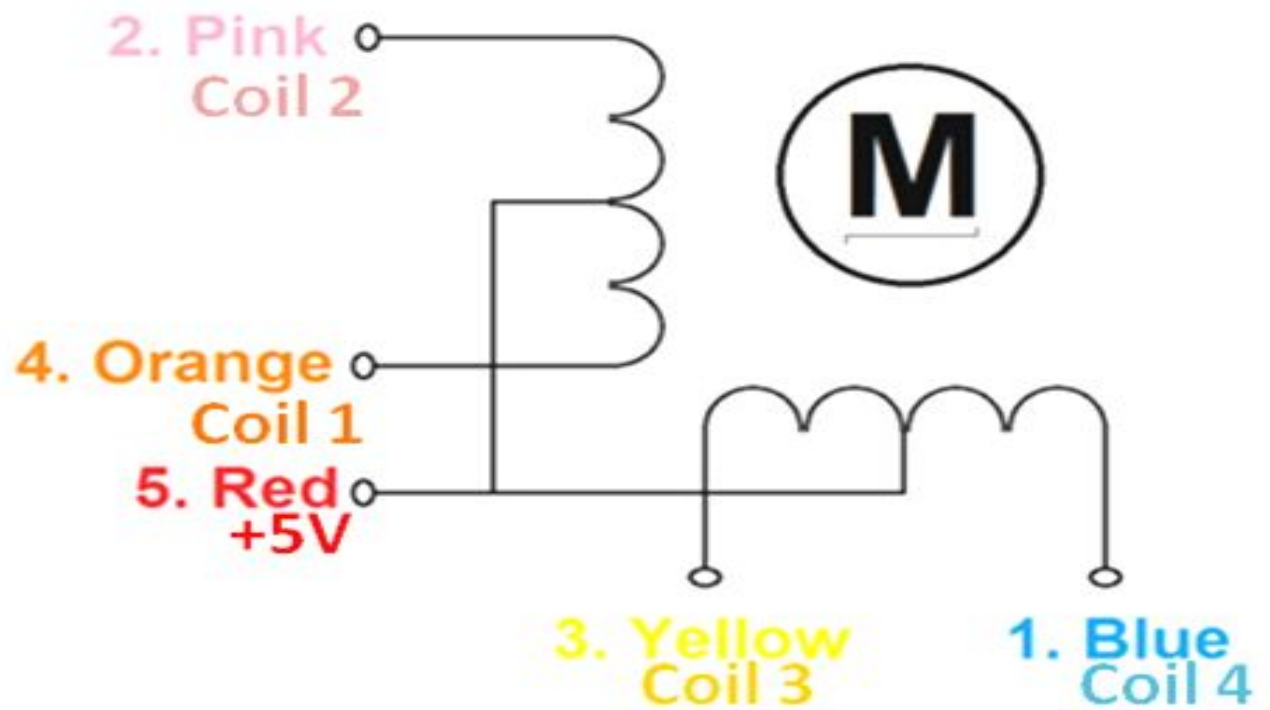 2. Pink
Coil 2
M
4. Orange
Coil 1
5. Red
+5V
3. Yellow
Coil 3
1. Blue
Coil 4